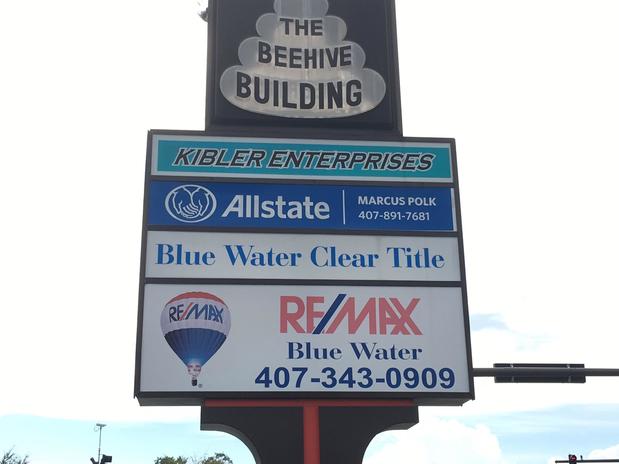 THE
BEEHIVE
BUILDING
KIBLER ENTERPRISES
Allstate
MARCUS POLK
407-891-7681
Blue Water Clear Title
RE/MAX
RE/MAX
Blue Water
407-343-0909